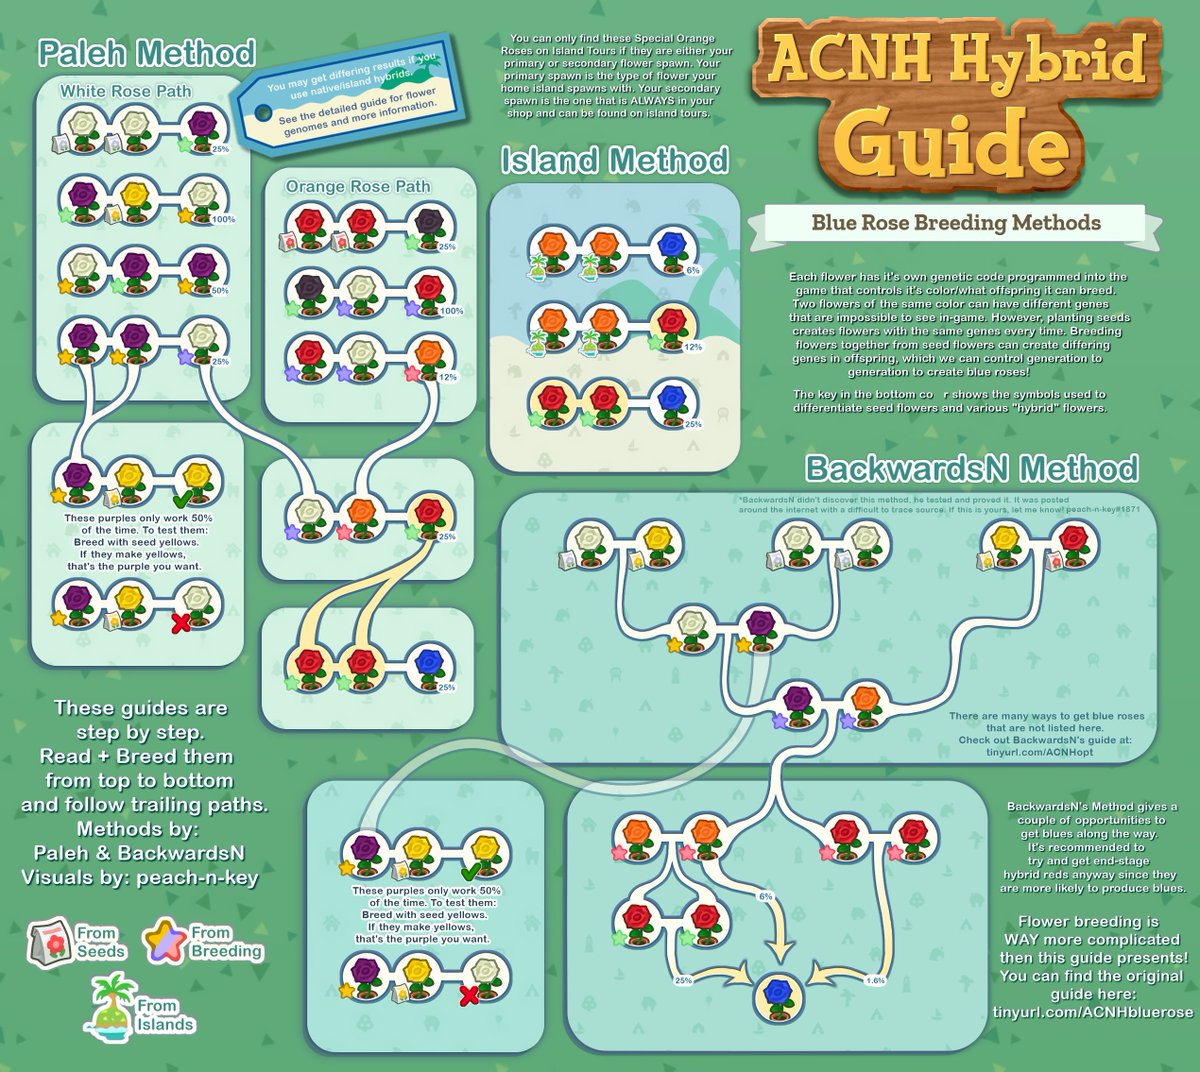 ACNH Hybrid
Guide
Blue Rose Breeding Methods
Each flower has it's own genetic code programmed into the
game that controls it's color/what offspring it can breed.
Two flowers of the same color can have different genes
that are impossible to see in-game. However, planting seeds
creates flowers with the same genes every time. Breeding
flowers together from seed flowers can create differing
genes in offspring, which we can control generation to
generation to create blue roses!
The key in the bottom co r shows the symbols used to
differentiate seed flowers and various "hybrid" flowers.
Paleh Method
You may get differing results if you
use native/island hybrids.
See the detailed guide for flower
genomes and more information.
White Rose Path
25%
100%
50%
25%
Orange Rose Path
25%
100%
12%
These purples only work 50%
of the time. To test them:
Breed with seed yellows.
If they make yellows,
that's the purple you want.
25%
25%
You can only find these Special Orange
Roses on Island Tours if they are either your
primary or secondary flower spawn. Your
primary spawn is the type of flower your
home island spawns with. Your secondary
spawn is the one that is ALWAYS in your
shop and can be found on island tours.
Island Method
6%
12%
25%
BackwardsN Method
*BackwardsN didn't discover this method, he tested and proved it. It was posted
around the internet with a difficult to trace source. If this is yours, let me know! peach-n-key#1871
There are many ways to get blue roses
that are not listed here.
Check out BackwardsN's guide at:
tinyurl.com/ACNHopt
These purples only work 50%
of the time. To test them:
Breed with seed yellows.
If they make yellows,
that's the purple you want.
6%
25%
1.6%
BackwardsN's Method gives a
couple of opportunities to
get blues along the way.
It's recommended to
try and get end-stage
hybrid reds anyway since they
are more likely to produce blues.
Flower breeding is
WAY more complicated
then this guide presents!
You can find the original
guide here:
tinyurl.com/ACNHbluerose
These guides are
step by step.
Read + Breed them
from top to bottom
and follow trailing paths.
Methods by:
Paleh & BackwardsN
Visuals by: peach-n-key
From
Seeds
From
Breeding
From
Islands